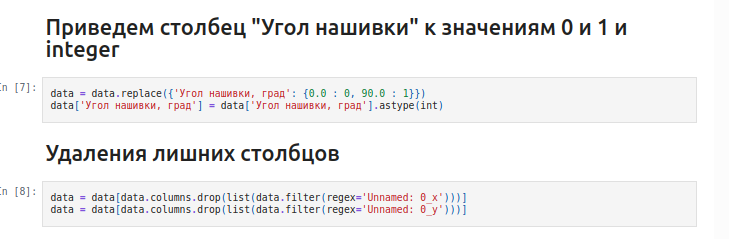 Приведем столбец "Угол нашивки" к значениям 0 и 1 и
integer
n [7]:
data = data.replace({'Угол нашивки, град': {0.0 : 0, 90.0 : 1}})
data['Угол нашивки, град'] = data['Угол нашивки, град'].astype(int)
Удаления лишних столбцов
n [8]:
data = data[data.columns.drop(list(data.filter(regex='Unnamed: 0_x')))]
data = data[data.columns.drop(list(data.filter(regex='Unnamed: 0_y')))]